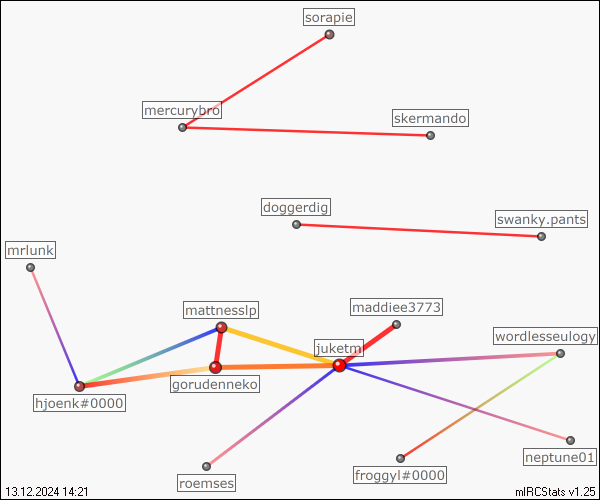 sorapie
mercurybro
skermando
doggerdig
swanky.pants
mrlunk
mattnesslp
maddiee3773
wordlesseulogy
juketm
gorudenneko
hjoenk#0000
neptune01
froggyl#0000
roemses
13.12.2024 14:21
mIRCStats v1.25